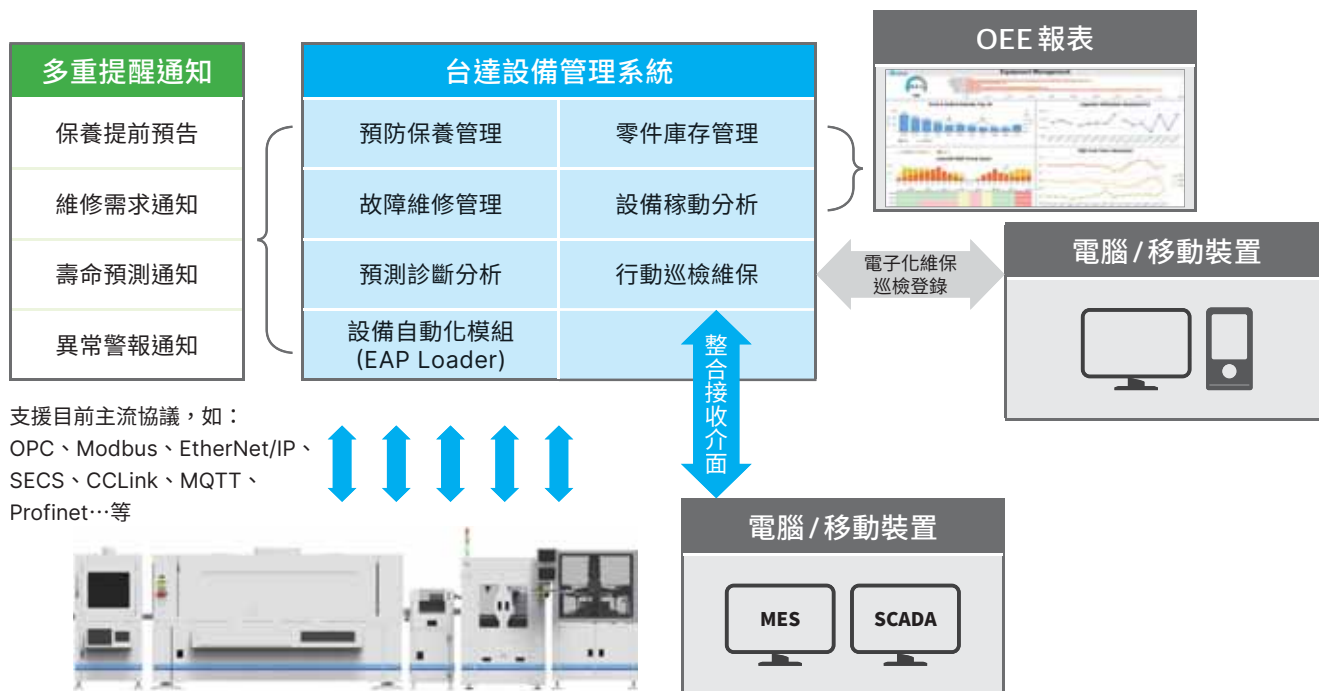 多重提醒通知
保養提前預告
維修需求通知
壽命預測通知
異常警報通知
台達設備管理系統
預防保養管理
零件庫存管理
故障維修管理
設備稼動分析
預測診斷分析
行動巡檢維保
設備自動化模組
(EAP Loader)
OEE 報表
Equipment Management
電子化維保
巡檢登錄
電腦/移動裝置
整合接收介面
支援目前主流協議，如：
OPC、Modbus、EtherNet/IP、
SECS、CCLink、MQTT、
Profinet…等
電腦/移動裝置
MES
SCADA